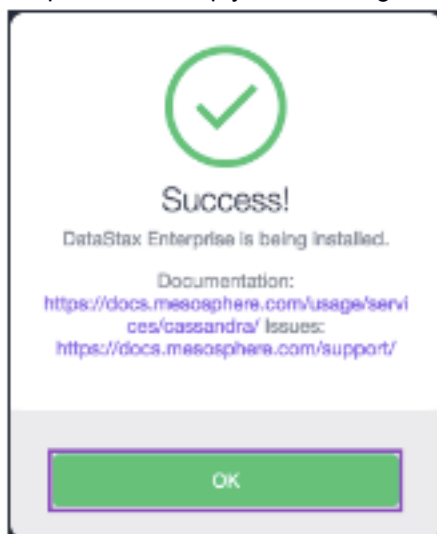 Success!
DataStax Enterprise is being installed.
Documentation:
https://docs.mesosphere.com/usage/servi
ces/cassandra/ Issues:
https://docs.mesosphere.com/support/
OK